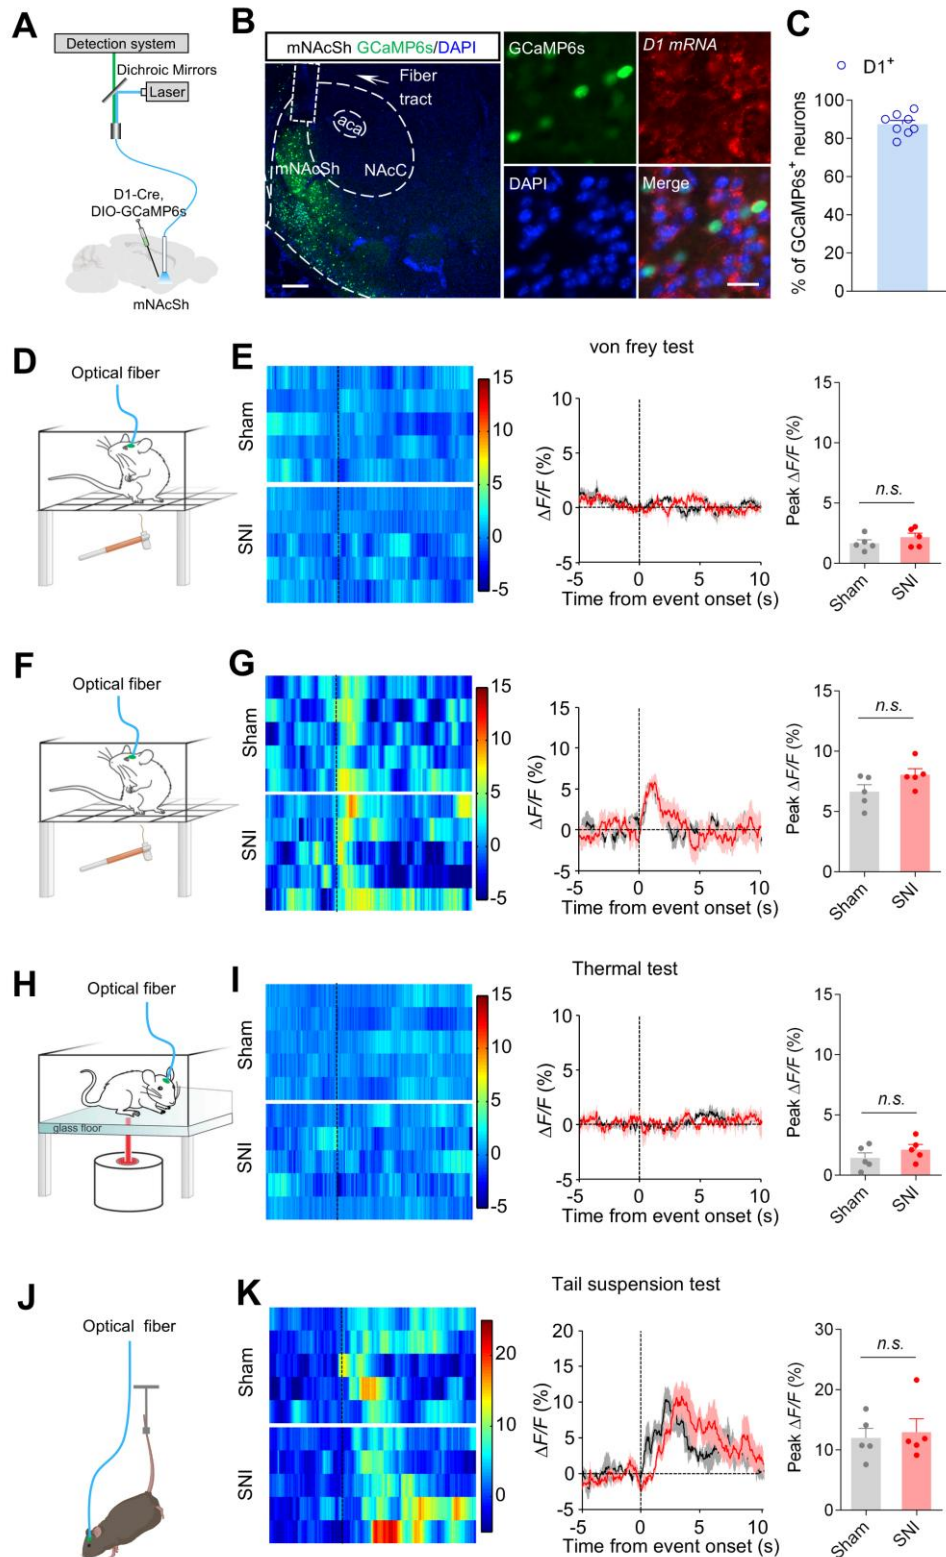 A
Detection system
Dichroic Mirrors
Laser
D1-Cre,
DIO-GCaMP6s
mNAcSh
B
mNAcSh GCaMP6s/DAPI
Fiber
tract
aca
mNAcSh
NAcC
GCaMP6s
D1 mRNA
DAPI
Merge
C
D1+
% of GCaMP6s+ neurons
100
80
60
40
20
0
D
Optical fiber
E
Sham
SNI
15
10
5
0
-5
von frey test
ΔF/F (%)
10
5
0
-5
-5 0 5 10
Time from event onset (s)
Peak ΔF/F (%)
15
10
5
0
n.s.
Sham
SNI
F
Optical fiber
G
Sham
SNI
15
10
5
0
-5
ΔF/F (%)
15
10
5
0
-5
-5 0 5 10
Time from event onset (s)
Peak ΔF/F (%)
15
10
5
0
n.s.
Sham
SNI
H
Optical fiber
glass floor
I
Sham
SNI
15
10
5
0
-5
Thermal test
ΔF/F (%)
10
5
0
-5
-5 0 5 10
Time from event onset (s)
Peak ΔF/F (%)
15
10
5
0
n.s.
Sham
SNI
J
Optical fiber
K
Sham
SNI
20
10
0
Tail suspension test
ΔF/F (%)
20
15
10
5
0
-5
-5 0 5 10
Time from event onset (s)
Peak ΔF/F (%)
30
20
10
0
n.s.
Sham
SNI